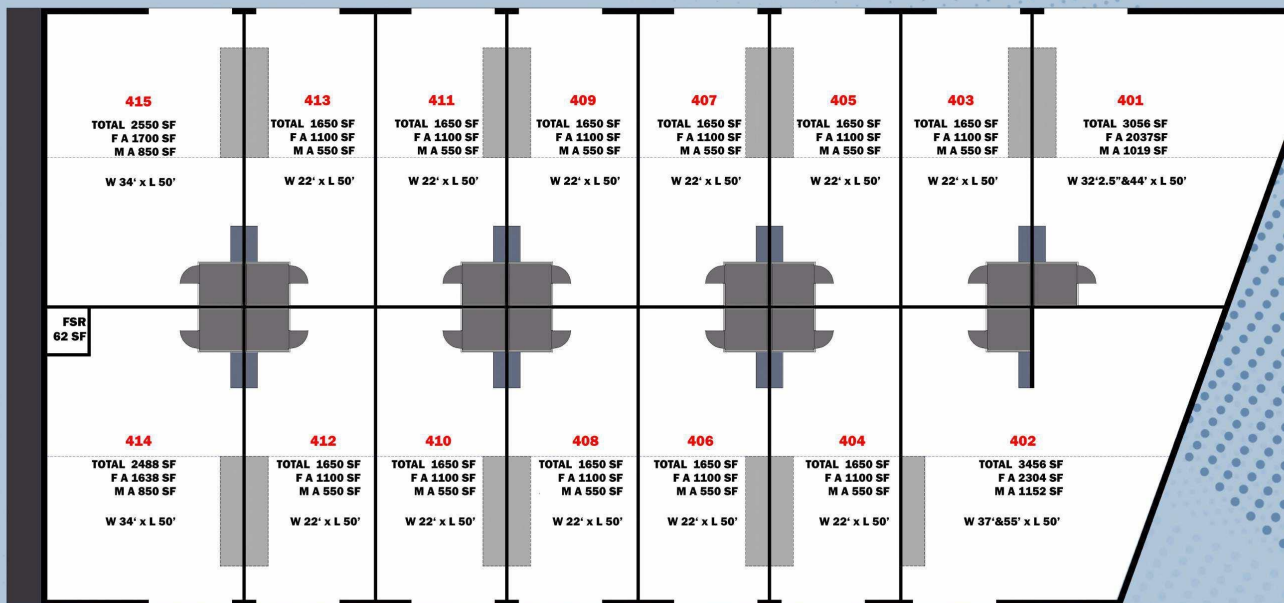 415
TOTAL 2550 SF
F A 1700 SF
M A 850 SF
W 34' x L 50'
413
TOTAL 1650 SF
F A 1100 SF
M A 550 SF
W 22' x L 50'
411
TOTAL 1650 SF
F A 1100 SF
M A 550 SF
W 22' x L 50'
409
TOTAL 1650 SF
F A 1100 SF
M A 550 SF
W 22' x L 50'
407
TOTAL 1650 SF
F A 1100 SF
M A 550 SF
W 22' x L 50'
405
TOTAL 1650 SF
F A 1100 SF
M A 550 SF
W 22' x L 50'
403
TOTAL 1650 SF
F A 1100 SF
M A 550 SF
W 22' x L 50'
401
TOTAL 3056 SF
F A 2037SF
M A 1019 SF
W 32'2.5"&44' x L 50'
FSR
62 SF
414
TOTAL 2488 SF
F A 1638 SF
M A 850 SF
W 34' x L 50'
412
TOTAL 1650 SF
F A 1100 SF
M A 550 SF
W 22' x L 50'
410
TOTAL 1650 SF
F A 1100 SF
M A 550 SF
W 22' x L 50'
408
TOTAL 1650 SF
F A 1100 SF
M A 550 SF
W 22' x L 50'
406
TOTAL 1650 SF
F A 1100 SF
M A 550 SF
W 22' x L 50'
404
TOTAL 1650 SF
F A 1100 SF
M A 550 SF
W 22' x L 50'
402
TOTAL 3456 SF
F A 2304 SF
M A 1152 SF
W 37'&55' x L 50'